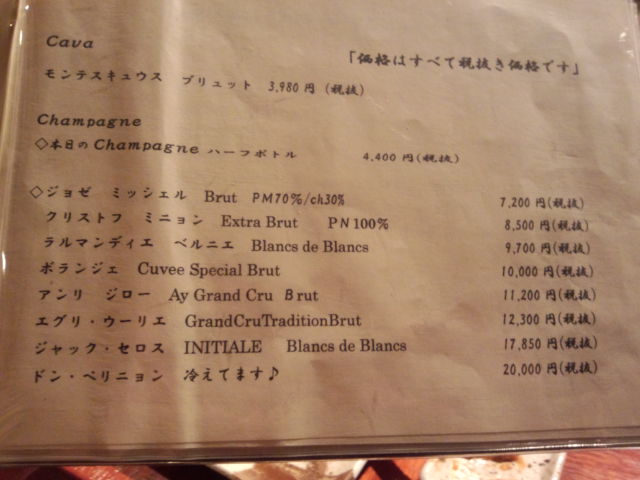 Cava
「価格はすべて税抜き価格です」
モンテスキュウス ブリュット 3,980円 (税抜)
Champagne
◇本日のChampagne ハーフボトル 4,400円(税抜)
◇ジョゼ ミッシェル Brut PM70%/ch30% 7,200円(税抜)
クリストフ ミニョン Extra Brut PN100% 8,500円(税抜)
ラルマンディエ ベルニエ Blancs de Blancs 9,700円(税抜)
ボランジェ Cuvee Special Brut 10,000円(税抜)
アンリ ジロー Ay Grand Cru Brut 11,200円(税抜)
エグリ・ウーリエ GrandCruTraditionBrut 12,300円(税抜)
ジャック・セロス INITIALE Blancs de Blancs 17,850円(税抜)
ドン・ペリニョン 冷えてます♪ 20,000円(税抜)